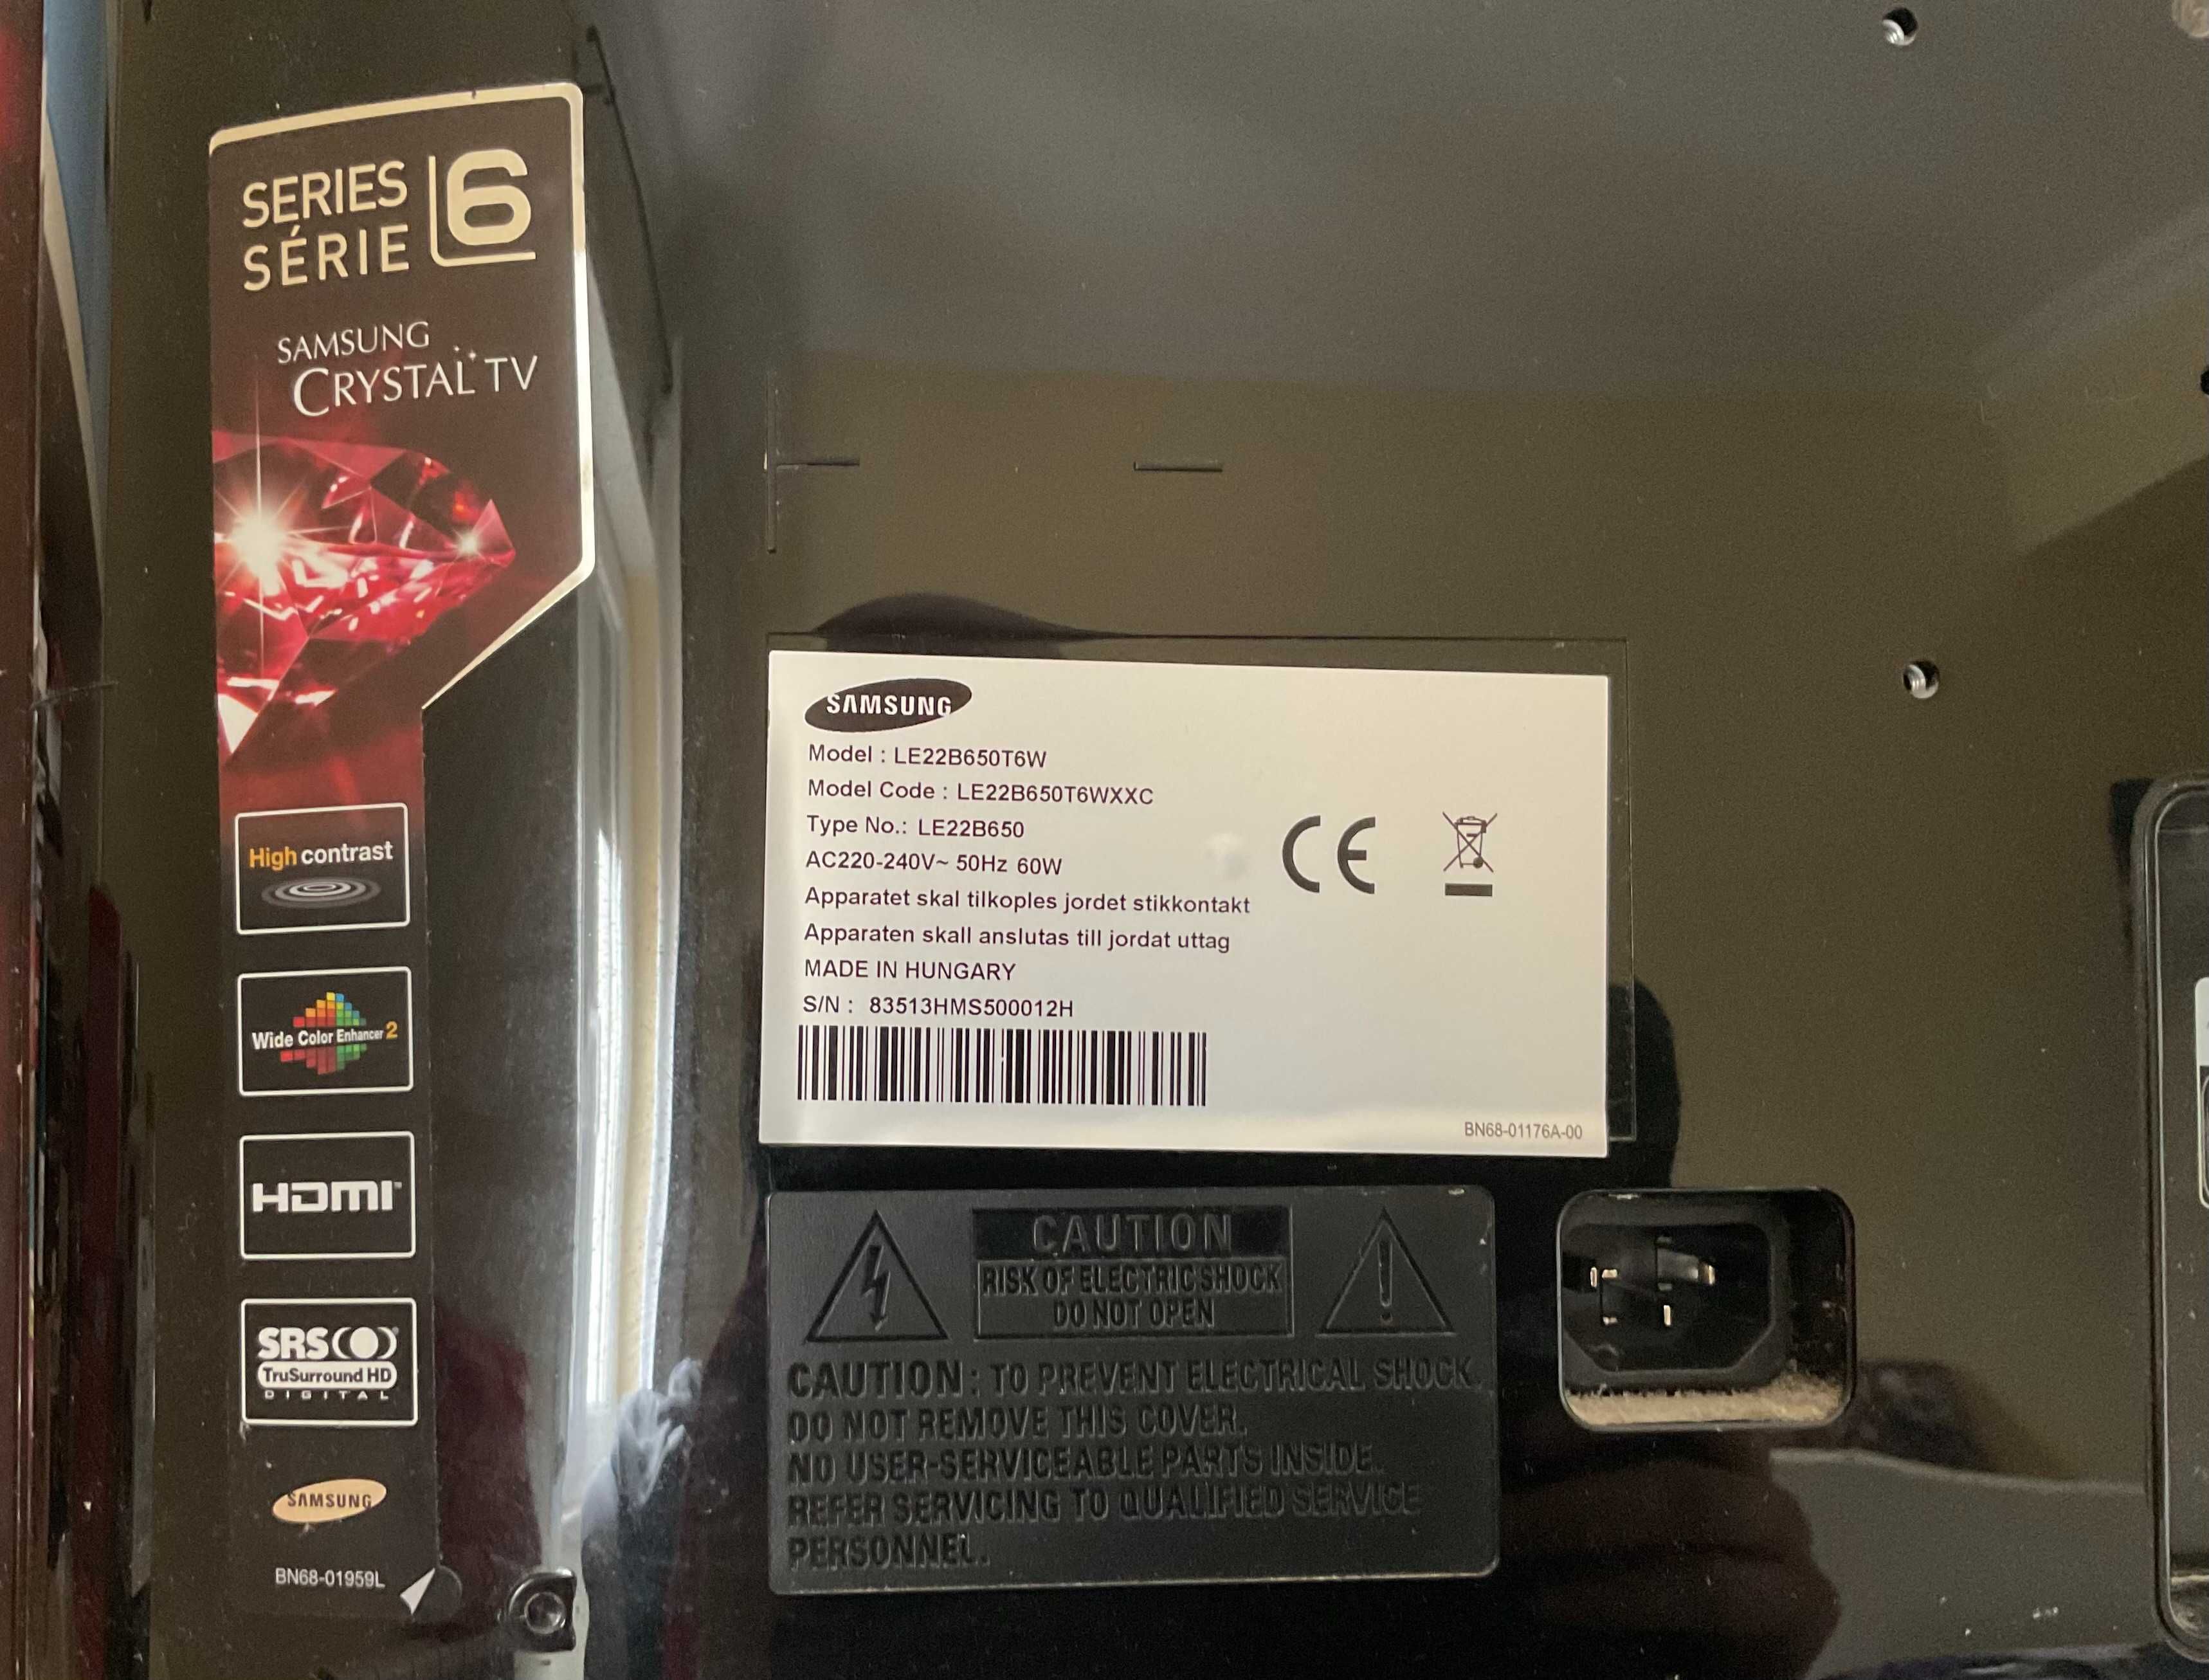 SERIES
SÉRIE
6
SAMSUNG
CRYSTAL TV
High contrast
Wide Color Enhancer 2
HDMI™
SRS
TruSurround HD
DIGITAL
SAMSUNG
BN68-01959L
SAMSUNG
Model : LE22B650T6W
Model Code : LE22B650T6WXXC
Type No.: LE22B650
AC220-240V~ 50Hz 60W
Apparatet skal tilkoples jordet stikkontakt
Apparaten skall anslutas till jordat uttag
MADE IN HUNGARY
S/N : 83513HMS500012H
CE
BN68-01176A-00
CAUTION
RISK OF ELECTRIC SHOCK
DO NOT OPEN
CAUTION : TO PREVENT ELECTRICAL SHOCK,
DO NOT REMOVE THIS COVER.
NO USER-SERVICEABLE PARTS INSIDE.
REFER SERVICING TO QUALIFIED SERVICE
PERSONNEL.